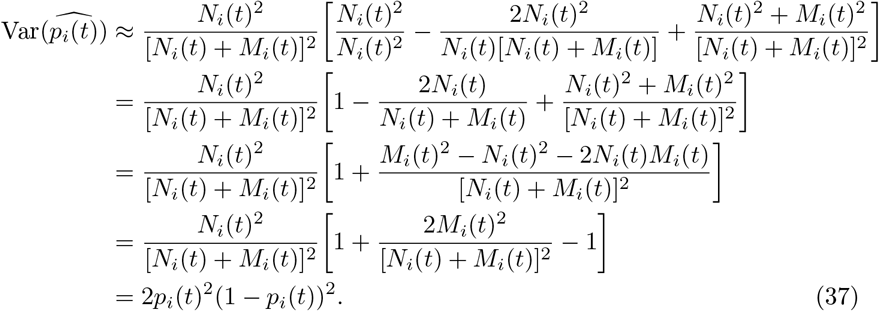 \text{Var}(\widehat{p_i(t)}) \approx \frac{N_i(t)^2}{[N_i(t) + M_i(t)]^2} \left[ \frac{N_i(t)^2}{N_i(t)^2} - \frac{2N_i(t)^2}{N_i(t)[N_i(t) + M_i(t)]} + \frac{N_i(t)^2 + M_i(t)^2}{[N_i(t) + M_i(t)]^2} \right]
= \frac{N_i(t)^2}{[N_i(t) + M_i(t)]^2} \left[ 1 - \frac{2N_i(t)}{N_i(t) + M_i(t)} + \frac{N_i(t)^2 + M_i(t)^2}{[N_i(t) + M_i(t)]^2} \right]
= \frac{N_i(t)^2}{[N_i(t) + M_i(t)]^2} \left[ 1 + \frac{M_i(t)^2 - N_i(t)^2 - 2N_i(t)M_i(t)}{[N_i(t) + M_i(t)]^2} \right]
= \frac{N_i(t)^2}{[N_i(t) + M_i(t)]^2} \left[ 1 + \frac{2M_i(t)^2}{[N_i(t) + M_i(t)]^2} - 1 \right]
= 2p_i(t)^2(1 - p_i(t))^2. (37)